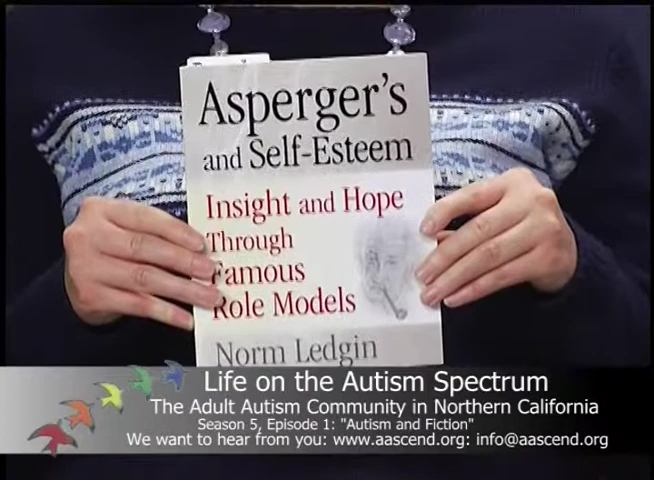 Asperger's
and Self-Esteem
Insight and Hope
Through
Famous
Role Models
Norm Ledgin
Life on the Autism Spectrum
The Adult Autism Community in Northern California
Season 5, Episode 1: "Autism and Fiction"
We want to hear from you: www.aascend.org: info@aascend.org